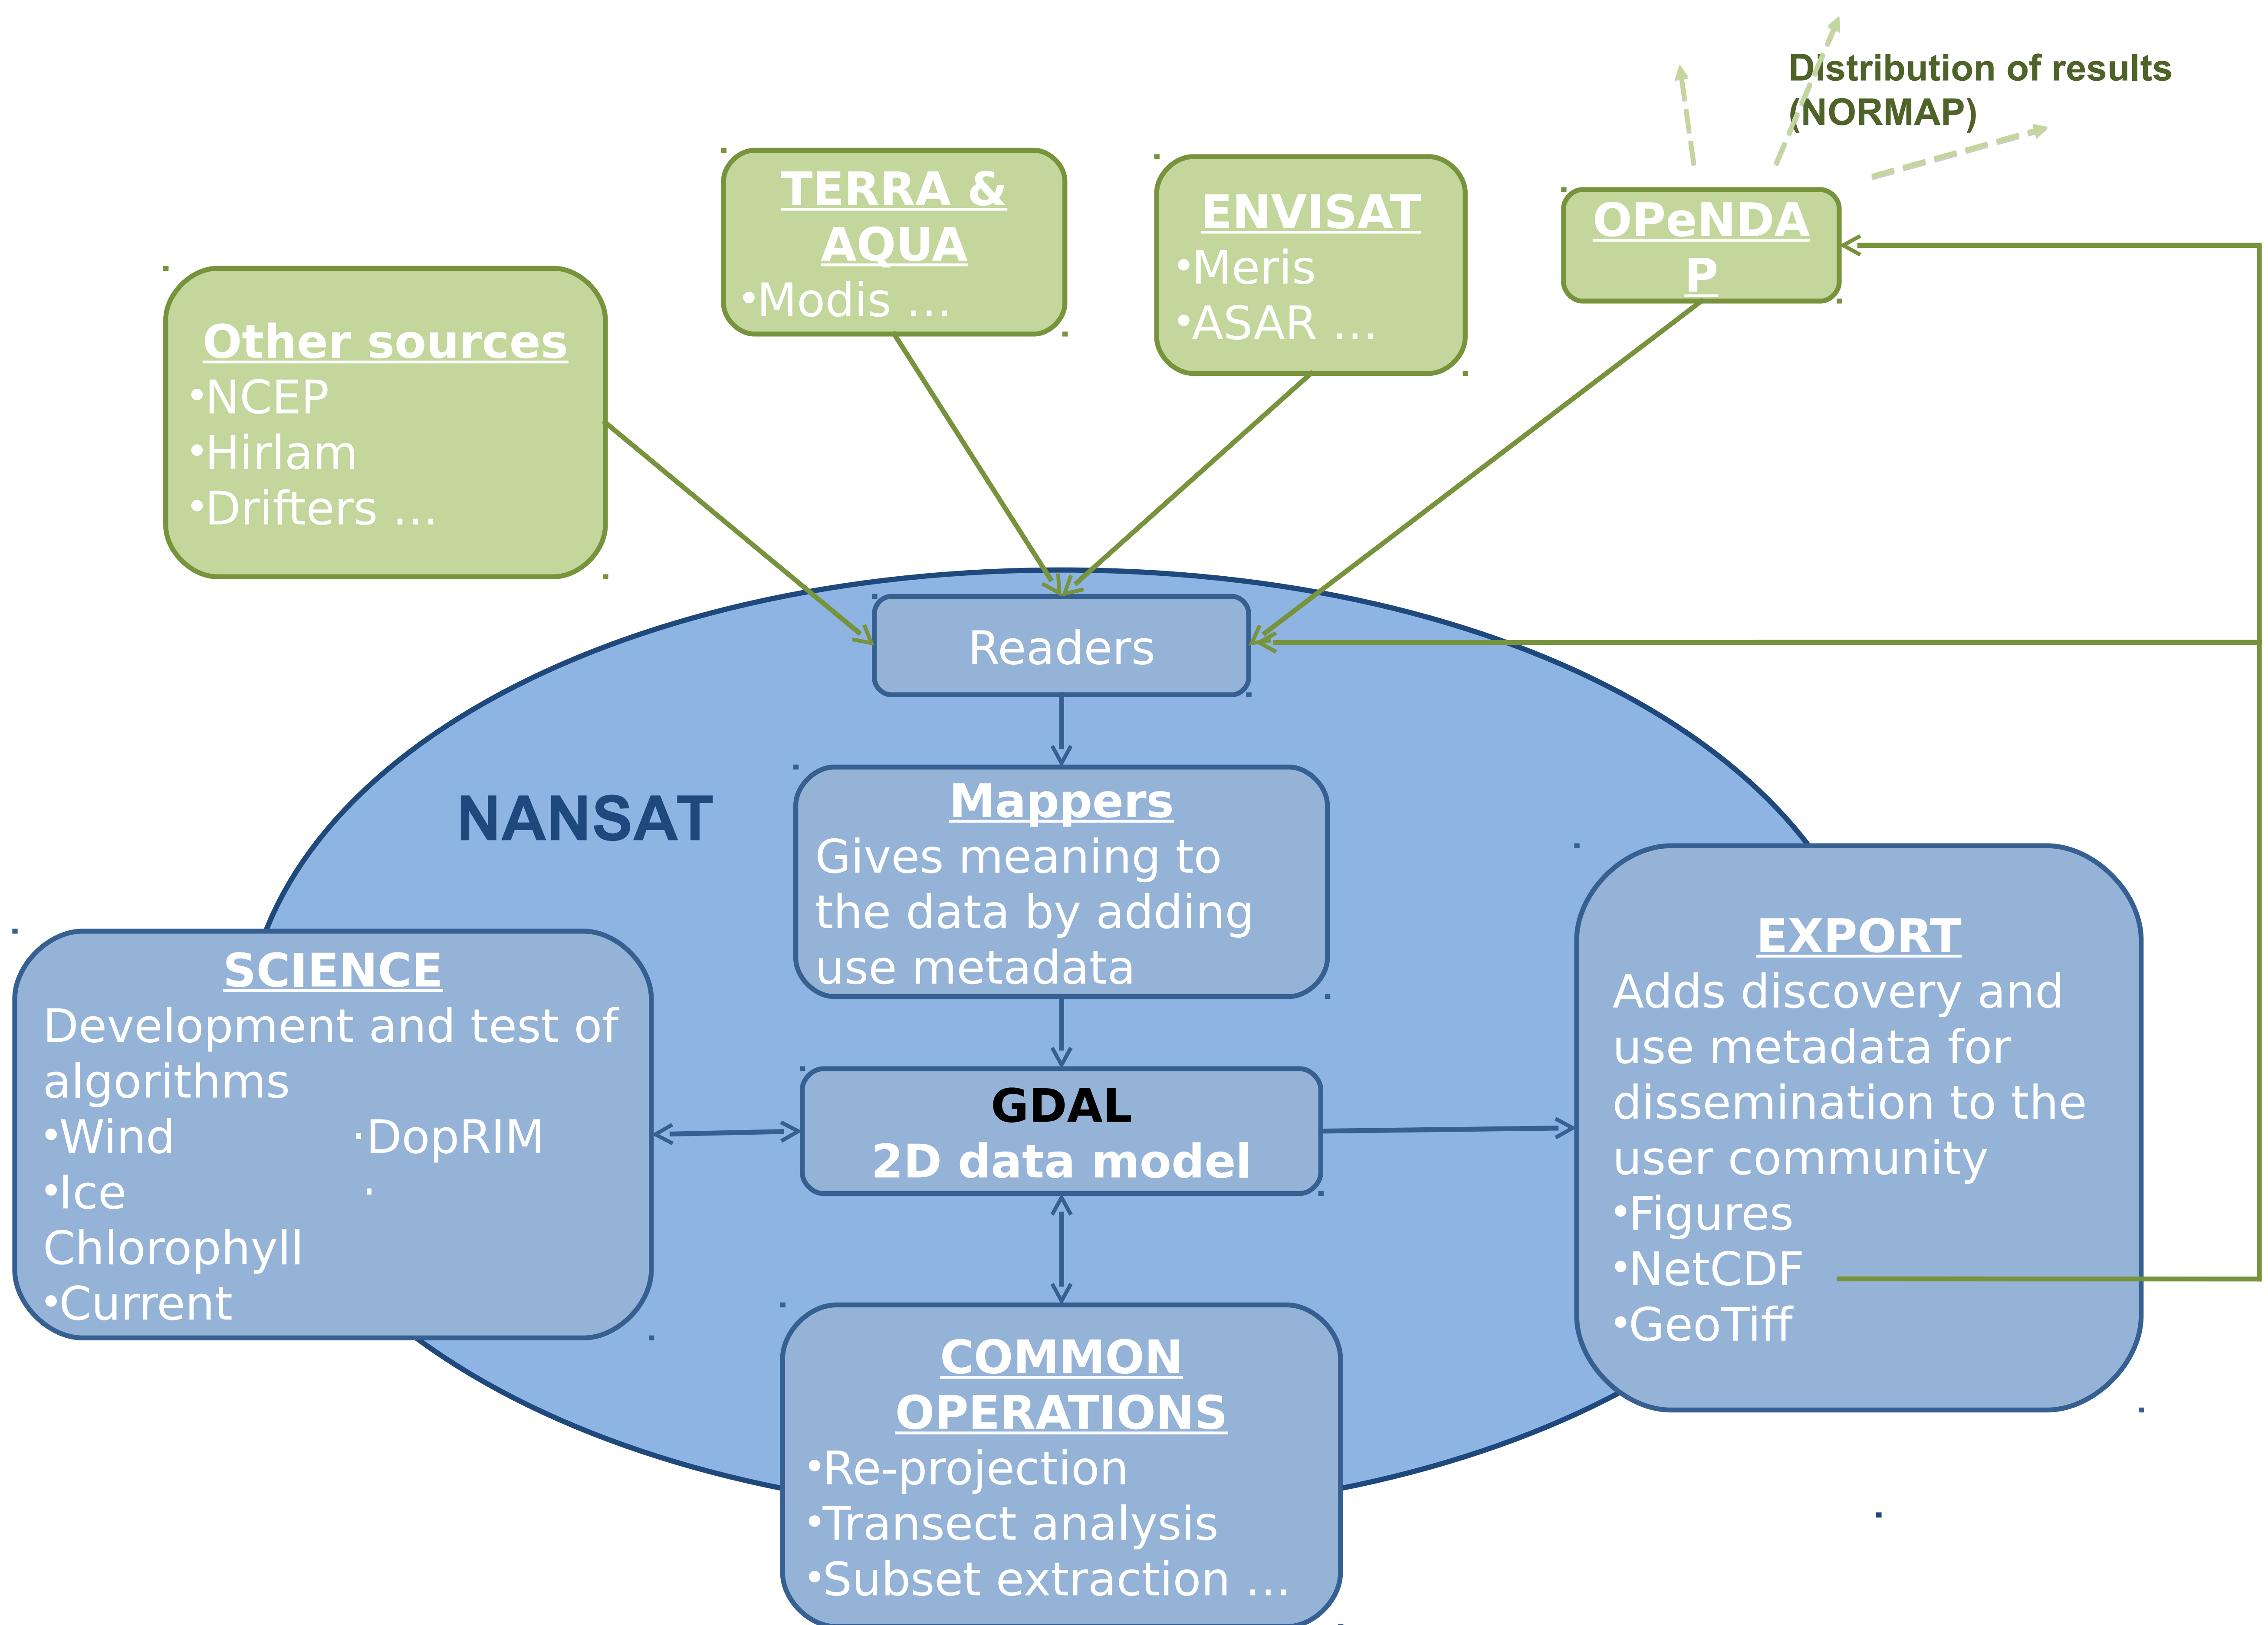 Distribution of results
(NORMAP)
TERRA &
AQUA
•Modis ...
ENVISAT
•Meris
•ASAR ...
OPeNDA
P
Other sources
•NCEP
•Hirlam
•Drifters ...
Readers
NANSAT
Mappers
Gives meaning to
the data by adding
use metadata
SCIENCE
Development and test of
algorithms
•Wind ·DopRIM
•Ice ·
Chlorophyll
•Current
GDAL
2D data model
EXPORT
Adds discovery and
use metadata for
dissemination to the
user community
•Figures
•NetCDF
•GeoTiff
COMMON
OPERATIONS
•Re-projection
•Transect analysis
•Subset extraction ...